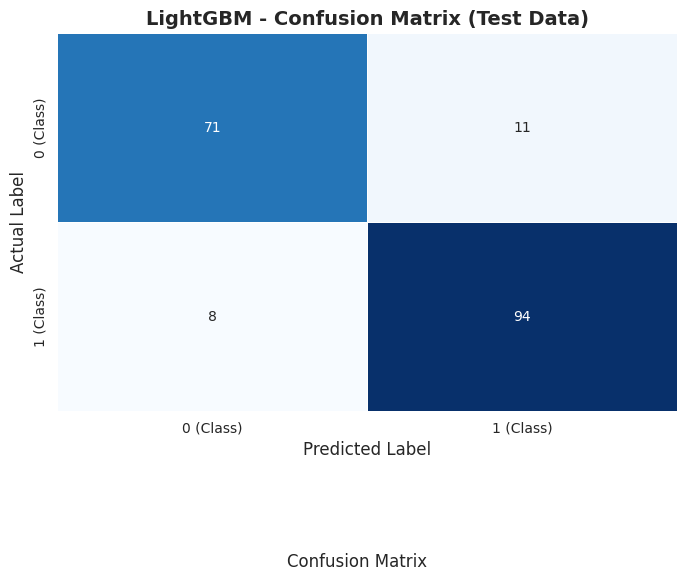 LightGBM - Confusion Matrix (Test Data)
Actual Label
0 (Class)
71
11
1 (Class)
8
94
0 (Class)
1 (Class)
Predicted Label
Confusion Matrix